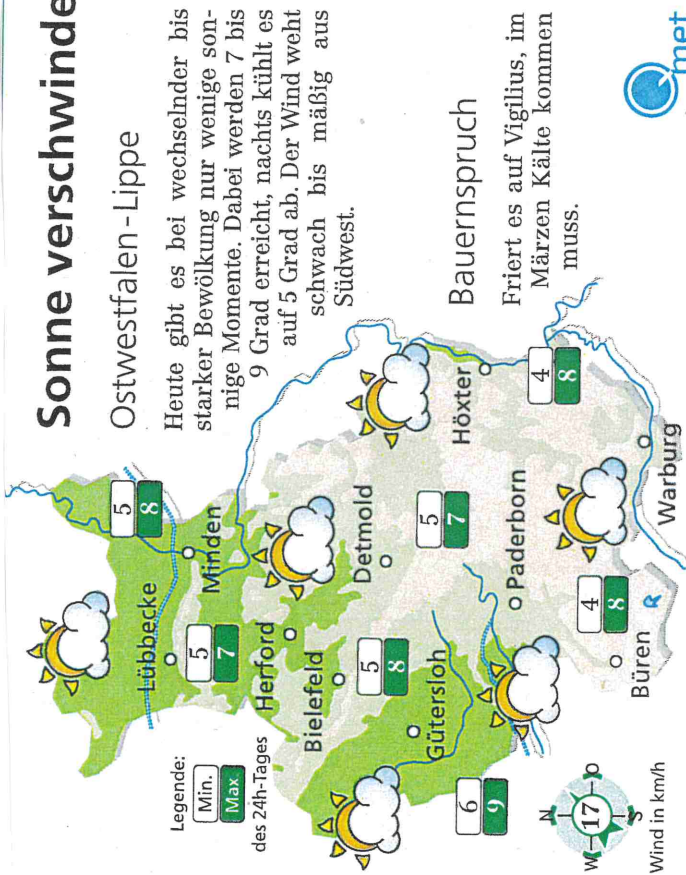 Sonne verschwinde
Ostwestfalen-Lippe
Heute gibt es bei wechselnder bis
starker Bewölkung nur wenige son-
nige Momente. Dabei werden 7 bis
9 Grad erreicht, nachts kühlt es
auf 5 Grad ab. Der Wind weht
schwach bis mäßig aus
Südwest.
Bauernspruch
Friert es auf Vigilius, im
Märzen Kälte kommen
muss.
met
Legende:
Min.
Max.
des 24h-Tages
Lübbecke
5
7
Minden
5
8
Herford
Bielefeld
5
8
Gütersloh
6
9
Detmold
5
7
Höxter
4
8
Paderborn
Büren
4
8
Warburg
N
W
17
O
S
Wind in km/h